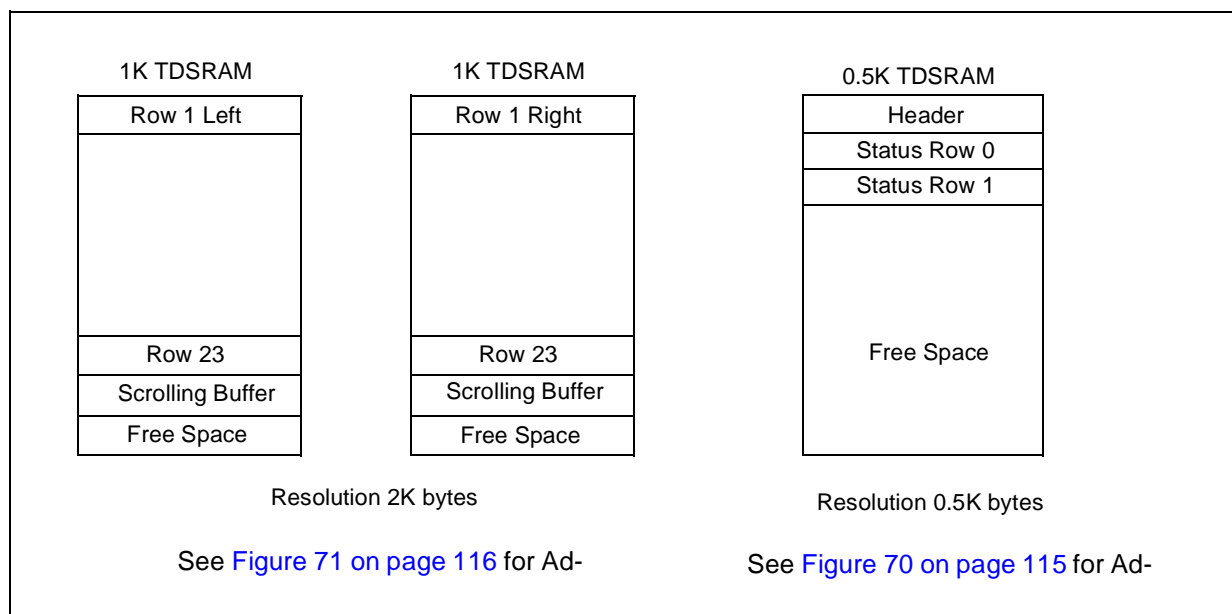 1K TDSRAM
Row 1 Left
Row 23
Scrolling Buffer
Free Space
1K TDSRAM
Row 1 Right
Row 23
Scrolling Buffer
Free Space
Resolution 2K bytes
See Figure 71 on page 116 for Ad-
0.5K TDSRAM
Header
Status Row 0
Status Row 1
Free Space
Resolution 0.5K bytes
See Figure 70 on page 115 for Ad-